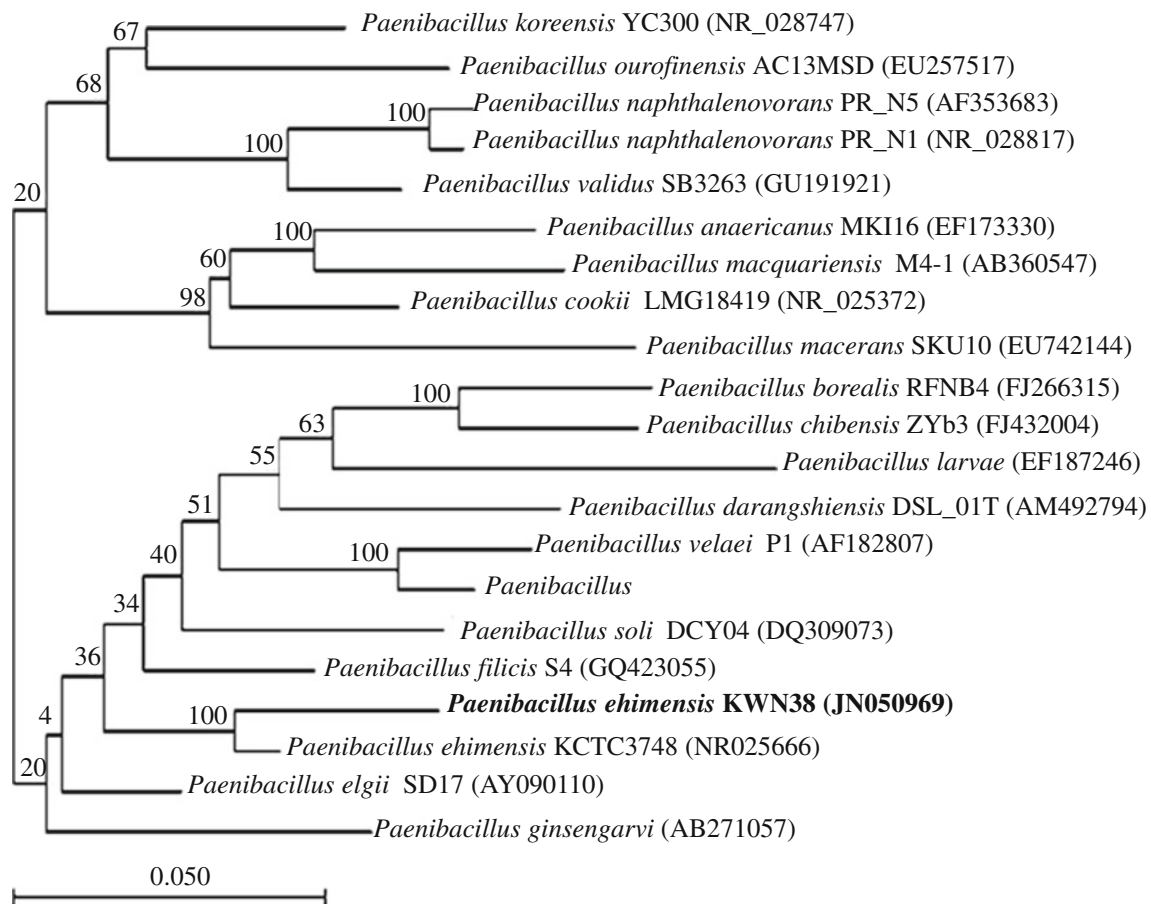 67
Paenibacillus koreensis YC300 (NR_028747)
68
Paenibacillus ourofinensis AC13MSD (EU257517)
100
Paenibacillus naphthalenovorans PR_N5 (AF353683)
Paenibacillus naphthalenovorans PR_N1 (NR_028817)
100
Paenibacillus validus SB3263 (GU191921)
20
100
Paenibacillus anaericanus MKI16 (EF173330)
60
Paenibacillus macquariensis M4-1 (AB360547)
98
Paenibacillus cookii LMG18419 (NR_025372)
Paenibacillus macerans SKU10 (EU742144)
100
Paenibacillus borealis RFNB4 (FJ266315)
63
Paenibacillus chibensis ZYb3 (FJ432004)
55
Paenibacillus larvae (EF187246)
51
Paenibacillus darangshiensis DSL_01T (AM492794)
40
100
Paenibacillus velaei P1 (AF182807)
Paenibacillus
34
Paenibacillus soli DCY04 (DQ309073)
36
Paenibacillus filicis S4 (GQ423055)
100
Paenibacillus ehimensis KWN38 (JN050969)
4
Paenibacillus ehimensis KCTC3748 (NR025666)
20
Paenibacillus elgii SD17 (AY090110)
Paenibacillus ginsengarvi (AB271057)
0.050